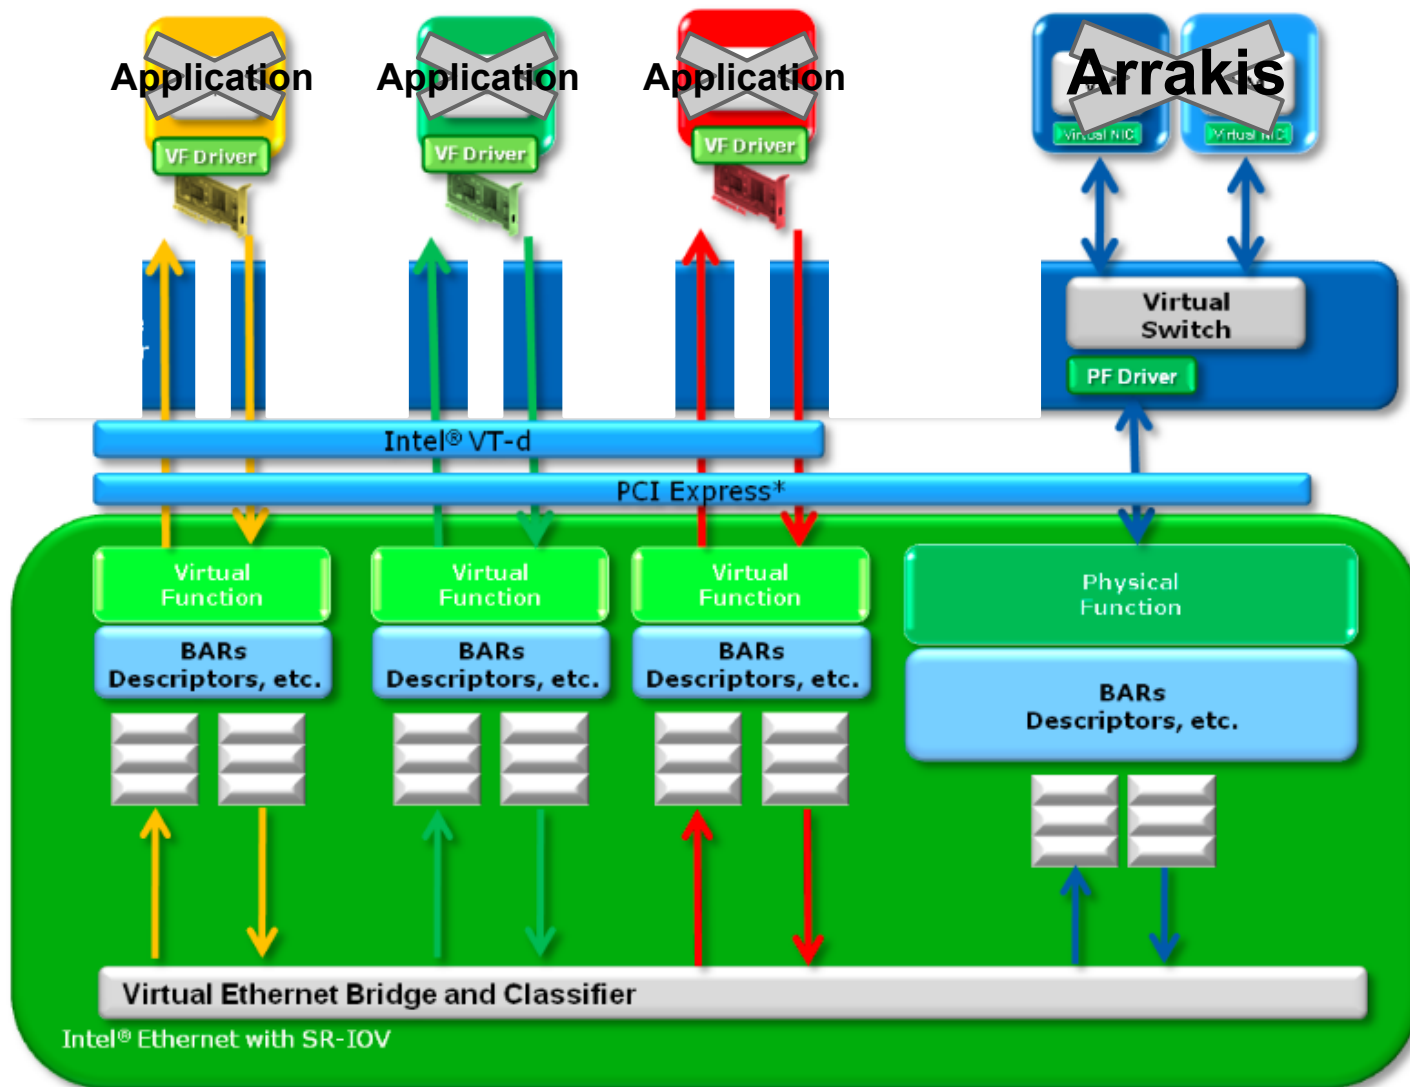 Application
Application
Application
Arrakis
VF Driver
VF Driver
VF Driver
Virtual NIC
Virtual NIC
Virtual
Switch
PF Driver
Intel® VT-d
PCI Express*
Virtual
Function
Virtual
Function
Virtual
Function
Physical
Function
BARs
Descriptors, etc.
BARs
Descriptors, etc.
BARs
Descriptors, etc.
BARs
Descriptors, etc.
Virtual Ethernet Bridge and Classifier
Intel® Ethernet with SR-IOV